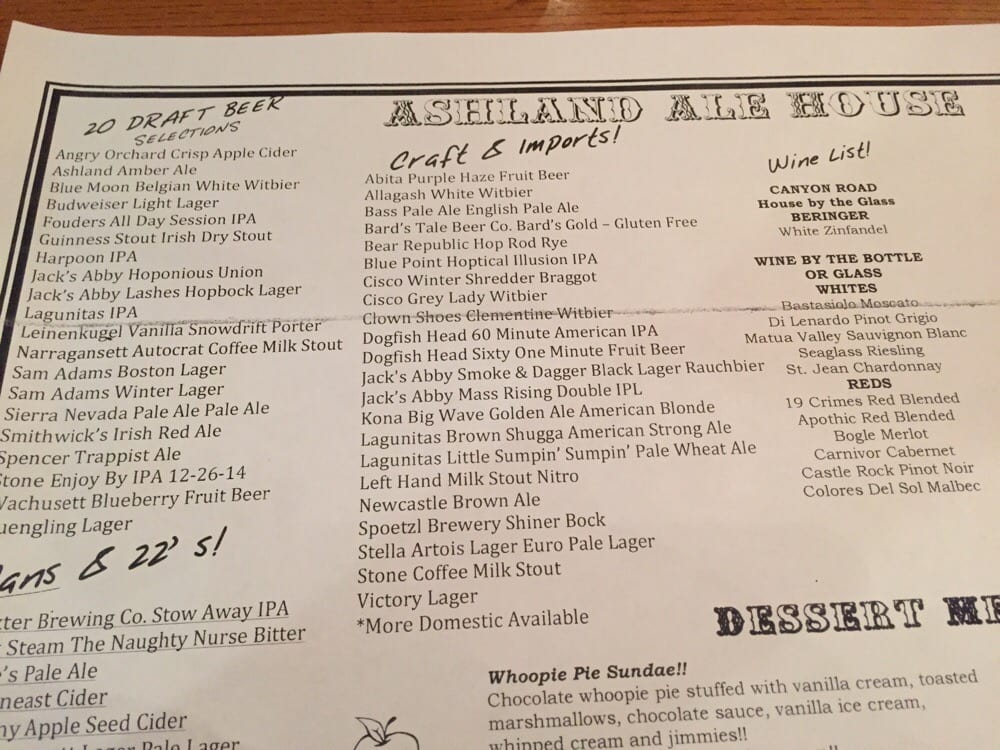 20 DRAFT BEER
SELECTIONS
Angry Orchard Crisp Apple Cider
Ashland Amber Ale
Blue Moon Belgian White Witbier
Budweiser Light Lager
Fouders All Day Session IPA
Guinness Stout Irish Dry Stout
Harpoon IPA
Jack's Abby Hoponious Union
Jack's Abby Lashes Hopbock Lager
Lagunitas IPA
Leinenkugel Vanilla Snowdrift Porter
Narragansett Autocrat Coffee Milk Stout
Sam Adams Boston Lager
Sam Adams Winter Lager
Sierra Nevada Pale Ale Pale Ale
Smithwick's Irish Red Ale
Spencer Trappist Ale
Stone Enjoy By IPA 12-26-14
Wachusett Blueberry Fruit Beer
uengling Lager
ans & 22's!
xter Brewing Co. Stow Away IPA
Steam The Naughty Nurse Bitter
's Pale Ale
neast Cider
ny Apple Seed Cider
Lager Pale Lager
ASHLAND ALE HOUSE
Craft & Imports!
Abita Purple Haze Fruit Beer
Allagash White Witbier
Bass Pale Ale English Pale Ale
Bard's Tale Beer Co. Bard's Gold – Gluten Free
Bear Republic Hop Rod Rye
Blue Point Hoptical Illusion IPA
Cisco Winter Shredder Braggot
Cisco Grey Lady Witbier
Clown Shoes Clementine Witbier
Dogfish Head 60 Minute American IPA
Dogfish Head Sixty One Minute Fruit Beer
Jack's Abby Smoke & Dagger Black Lager Rauchbier
Jack's Abby Mass Rising Double IPL
Kona Big Wave Golden Ale American Blonde
Lagunitas Brown Shugga American Strong Ale
Lagunitas Little Sumpin' Sumpin' Pale Wheat Ale
Left Hand Milk Stout Nitro
Newcastle Brown Ale
Spoetzl Brewery Shiner Bock
Stella Artois Lager Euro Pale Lager
Stone Coffee Milk Stout
Victory Lager
*More Domestic Available
Wine List!
CANYON ROAD
House by the Glass
BERINGER
White Zinfandel
WINE BY THE BOTTLE
OR GLASS
WHITES
Bastasiolo Moscato
Di Lenardo Pinot Grigio
Matua Valley Sauvignon Blanc
Seaglass Riesling
St. Jean Chardonnay
REDS
19 Crimes Red Blended
Apothic Red Blended
Bogle Merlot
Carnivor Cabernet
Castle Rock Pinot Noir
Colores Del Sol Malbec
DESSERT ME
Whoopie Pie Sundae!!
Chocolate whoopie pie stuffed with vanilla cream, toasted
marshmallows, chocolate sauce, vanilla ice cream,
whipped cream and jimmies!!